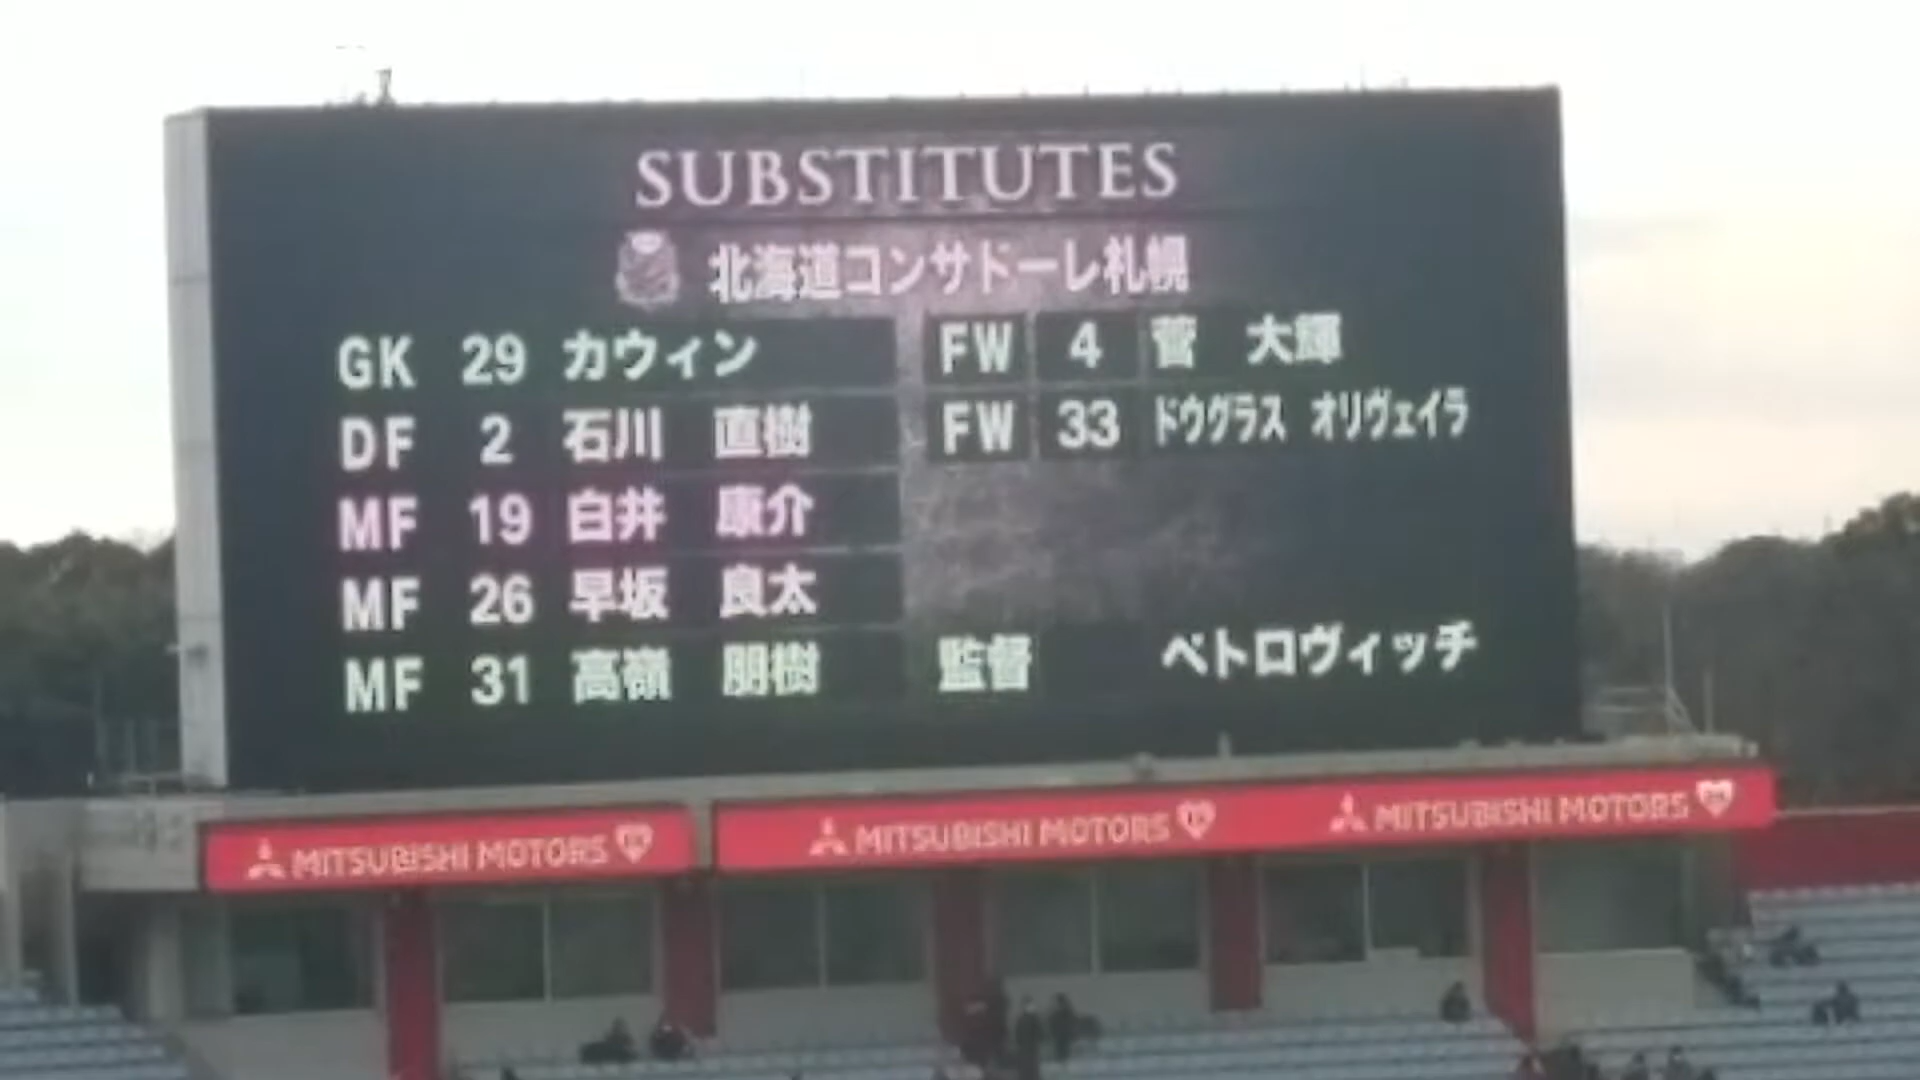 SUBSTITUTES
北海道コンサドーレ札幌
GK 29 カウィン
DF 2 石川 直樹
MF 19 白井 康介
MF 26 早坂 良太
MF 31 高嶺 朋樹
FW 4 菅 大輝
FW 33 ドウグラス オリヴェイラ
監督 ペトロヴィッチ
MITSUBISHI MOTORS
MITSUBISHI MOTORS
MITSUBISHI MOTORS